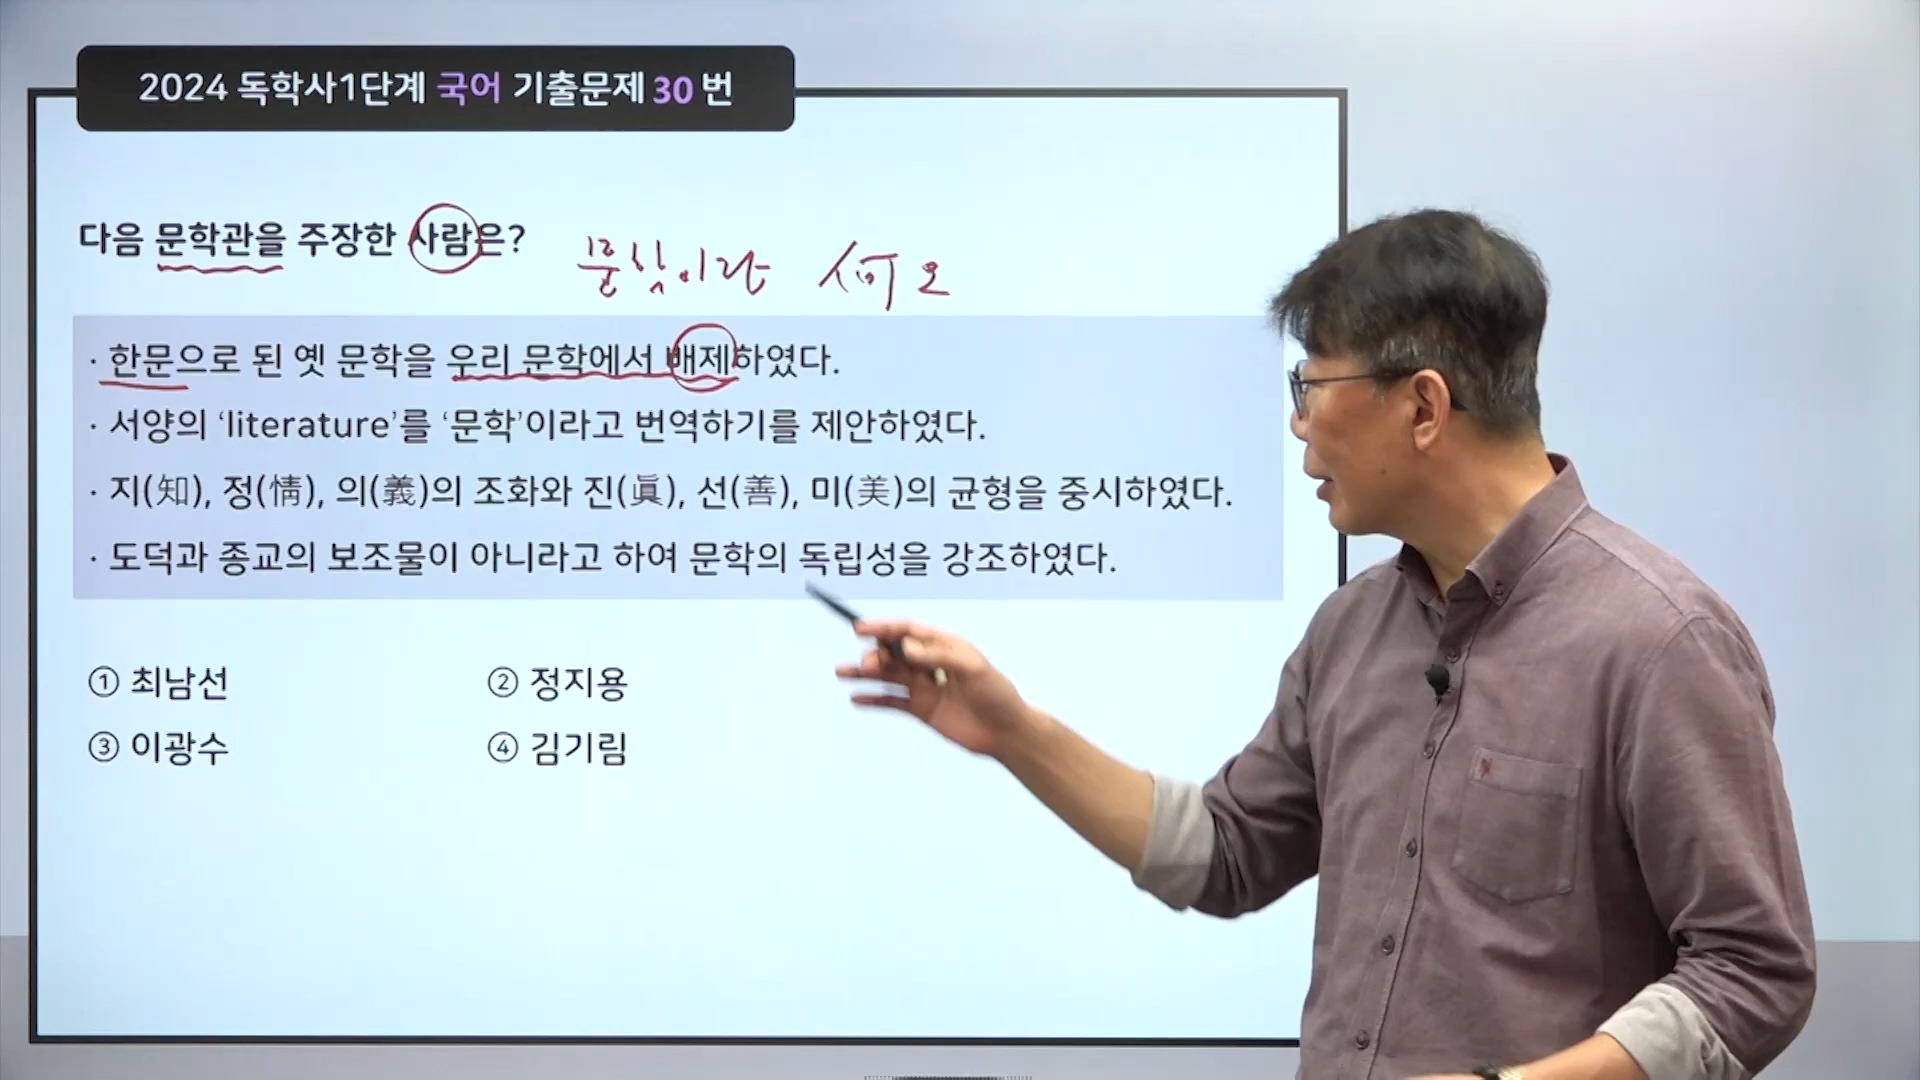 2024 독학사1단계 국어 기출문제 30 번
다음 문학관을 주장한 사람은?
문학이란 何오
· 한문으로 된 옛 문학을 우리 문학에서 배제하였다.
· 서양의 ‘literature’를 ‘문학’이라고 번역하기를 제안하였다.
· 지(知), 정(情), 의(義)의 조화와 진(眞), 선(善), 미(美)의 균형을 중시하였다.
· 도덕과 종교의 보조물이 아니라고 하여 문학의 독립성을 강조하였다.
① 최남선 ② 정지용
③ 이광수 ④ 김기림